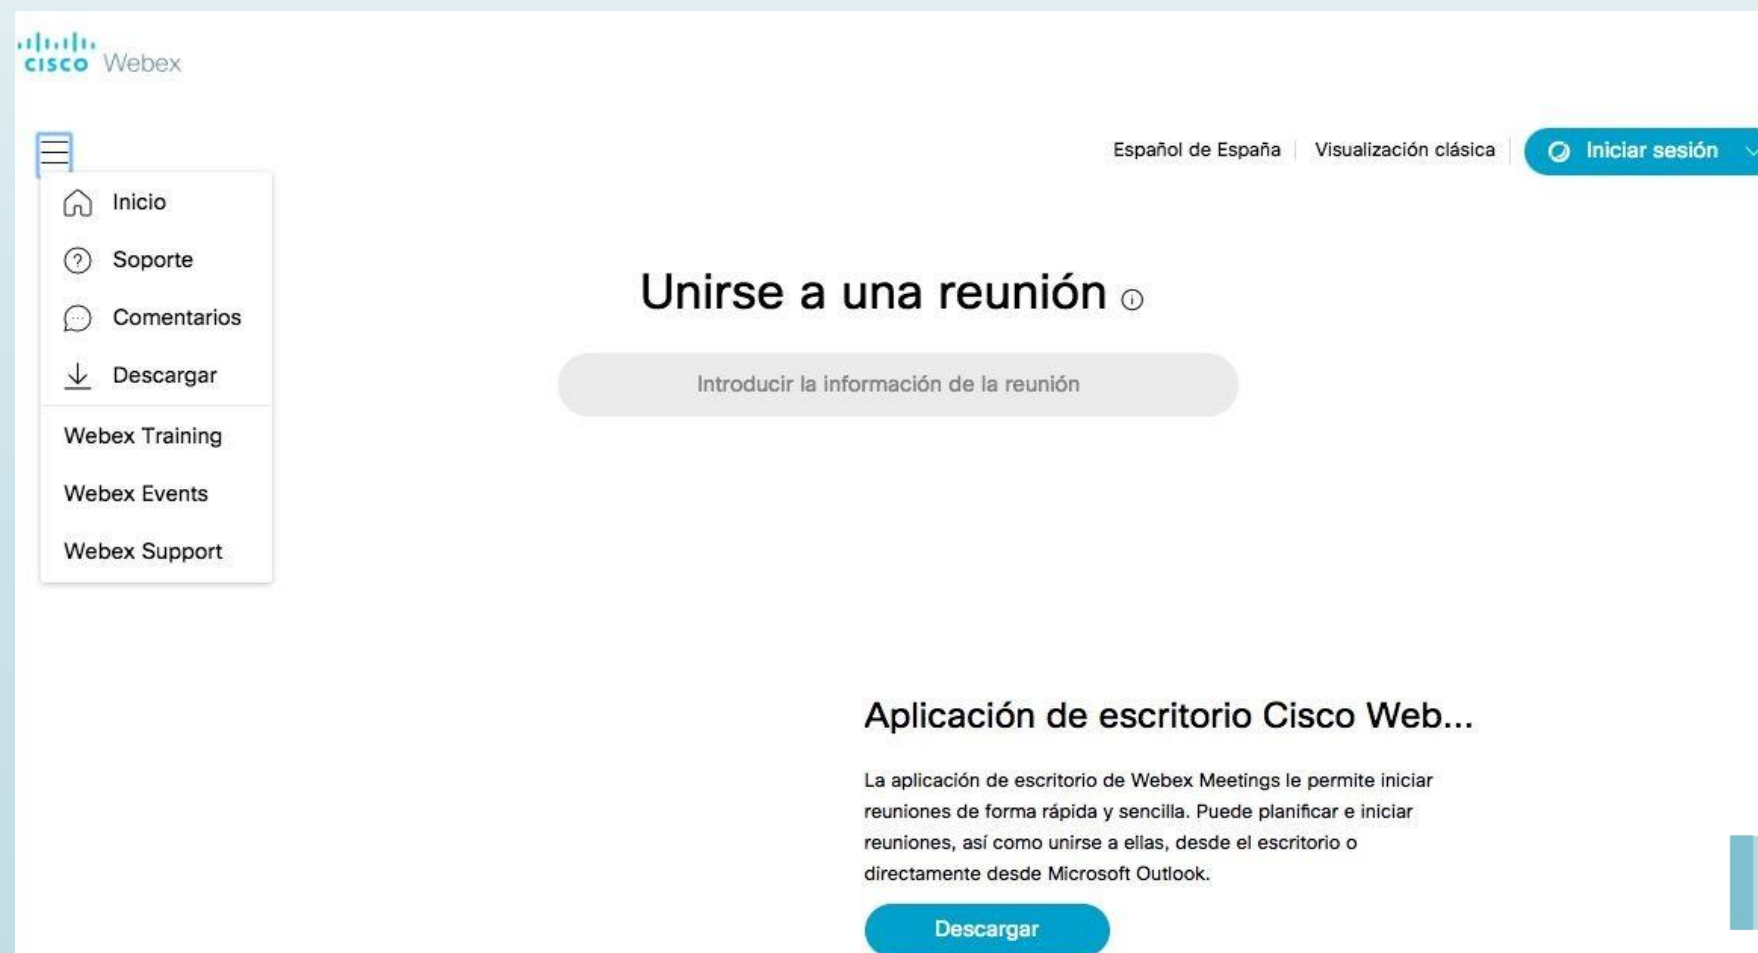 CISCO Webex
Español de España
Visualización clásica
Iniciar sesión
Inicio
Soporte
Comentarios
Descargar
Webex Training
Webex Events
Webex Support
Unirse a una reunión
Introducir la información de la reunión
Aplicación de escritorio Cisco Web...
La aplicación de escritorio de Webex Meetings le permite iniciar
reuniones de forma rápida y sencilla. Puede planificar e iniciar
reuniones, así como unirse a ellas, desde el escritorio o
directamente desde Microsoft Outlook.
Descargar